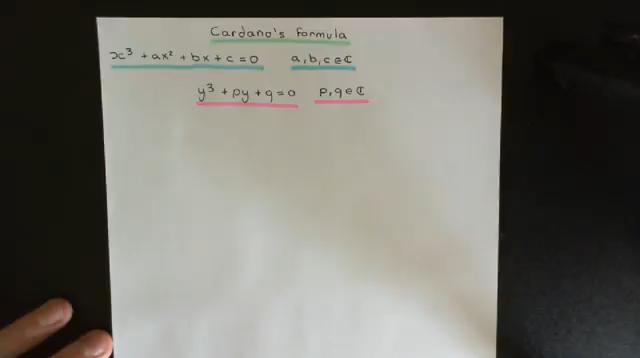 Cardano's Formula
x³ + ax² + bx + c = 0 a, b, c ∈ ℂ
y³ + py + q = 0 p, q ∈ ℂ